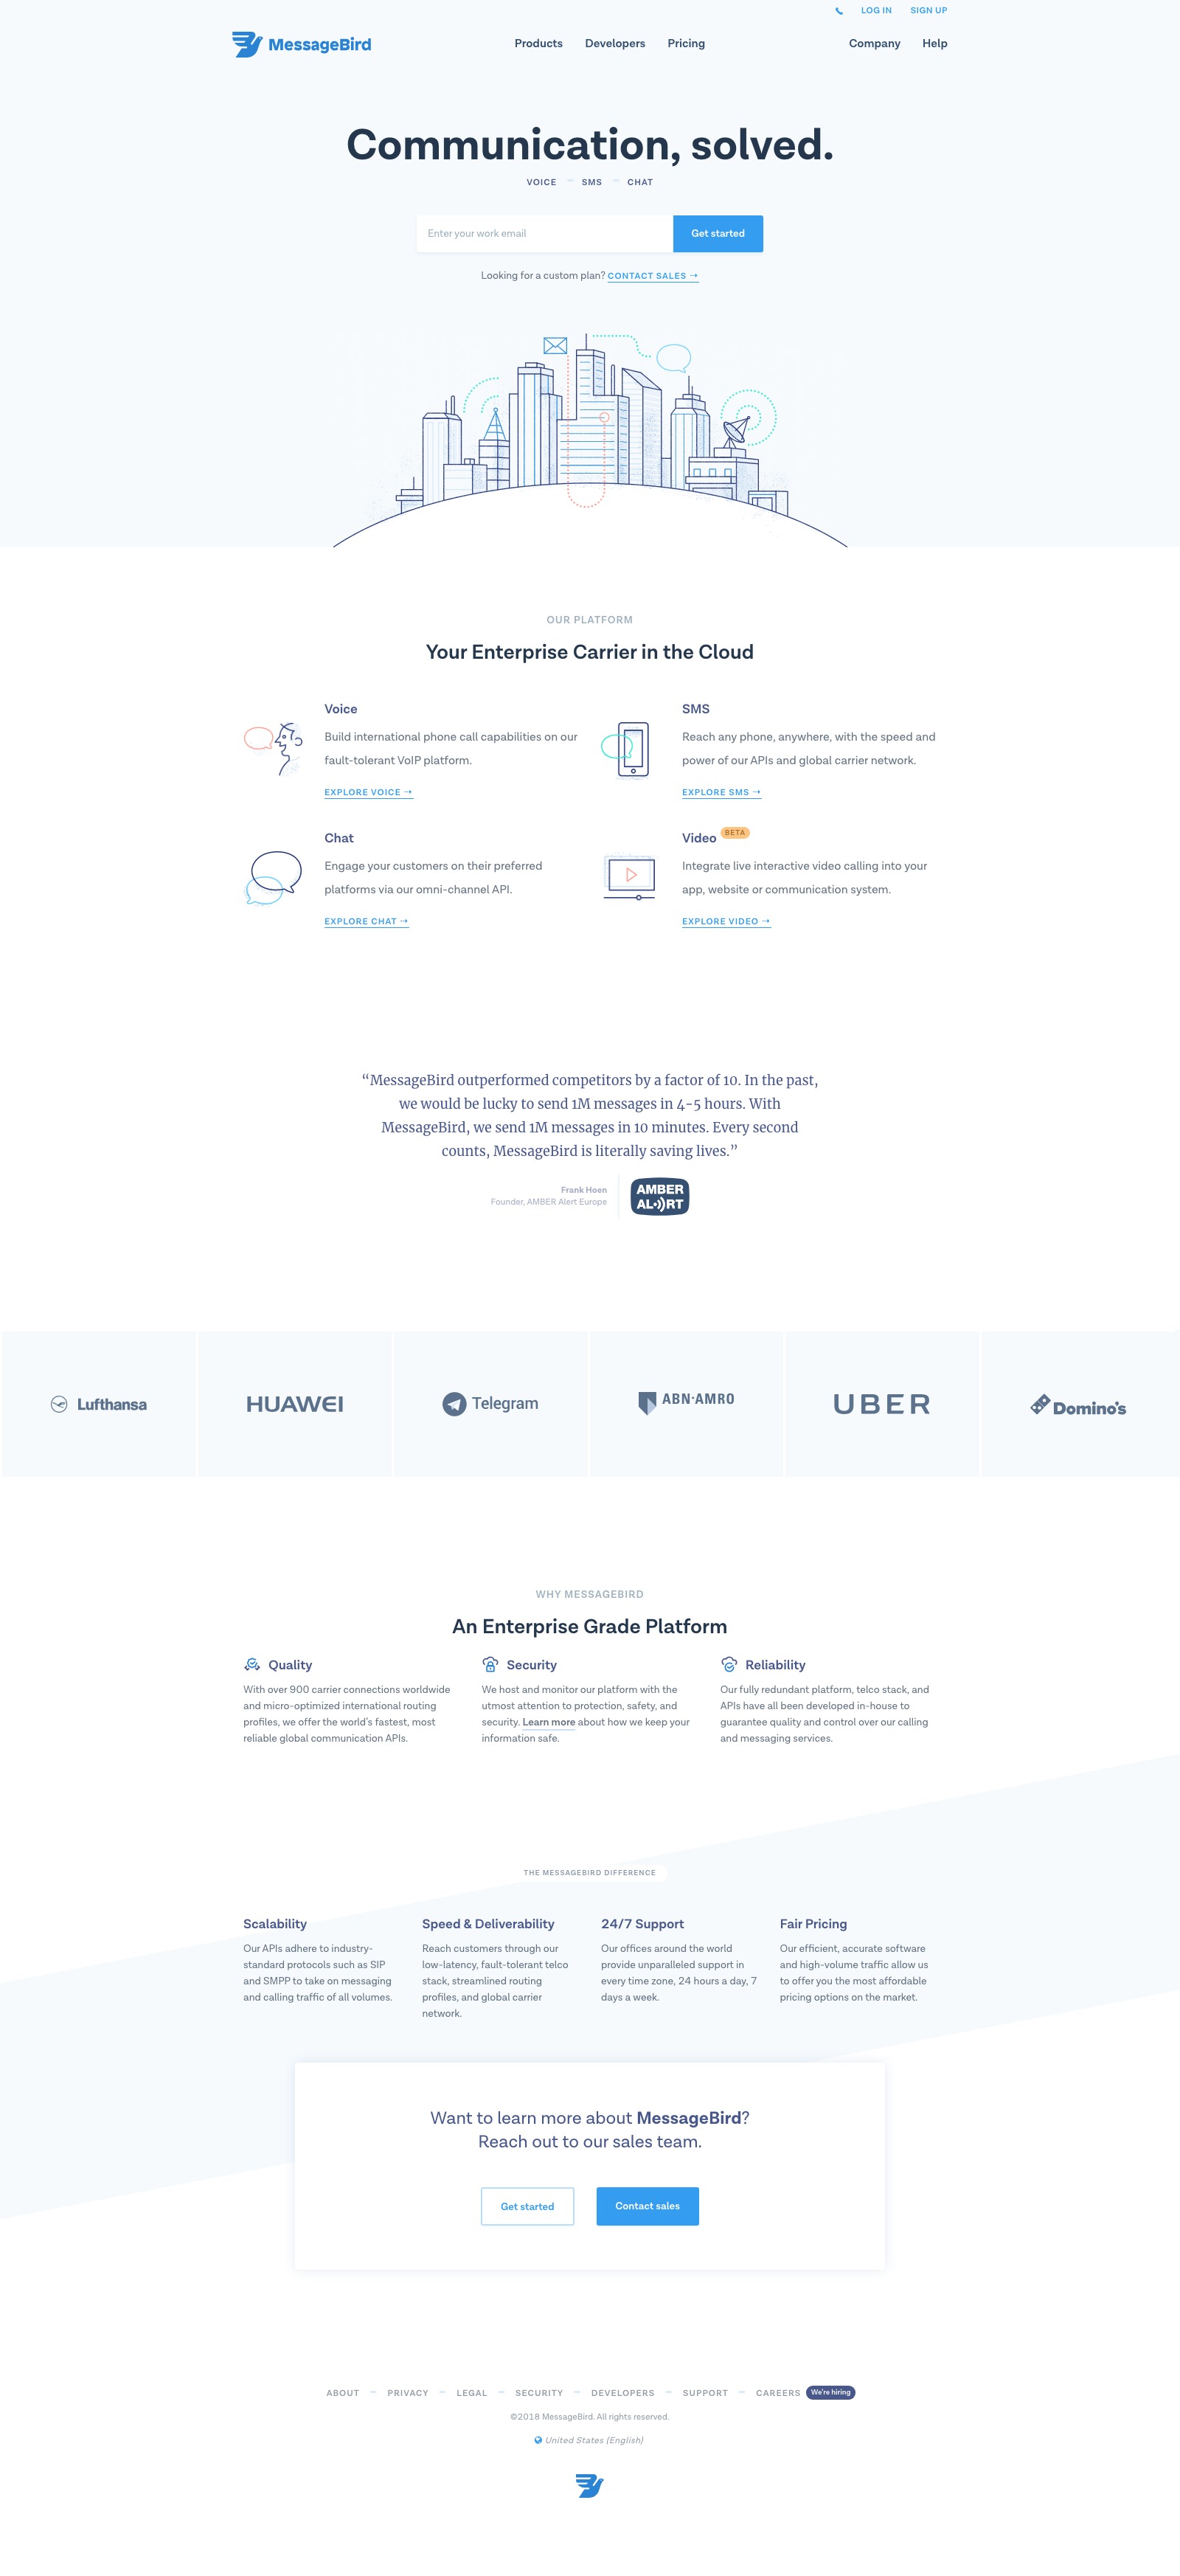 LOG IN SIGN UP
MessageBird Products Developers Pricing Company Help
Communication, solved.
VOICE SMS CHAT
Enter your work email Get started
Looking for a custom plan? CONTACT SALES →
OUR PLATFORM
Your Enterprise Carrier in the Cloud
Voice
Build international phone call capabilities on our
fault-tolerant VoIP platform.
EXPLORE VOICE →
SMS
Reach any phone, anywhere, with the speed and
power of our APIs and global carrier network.
EXPLORE SMS →
Chat
Engage your customers on their preferred
platforms via our omni-channel API.
EXPLORE CHAT →
Video BETA
Integrate live interactive video calling into your
app, website or communication system.
EXPLORE VIDEO →
“MessageBird outperformed competitors by a factor of 10. In the past,
we would be lucky to send 1M messages in 4-5 hours. With
MessageBird, we send 1M messages in 10 minutes. Every second
counts, MessageBird is literally saving lives.”
Frank Hoen
Founder, AMBER Alert Europe
AMBER
ALERT
Lufthansa HUAWEI Telegram ABN·AMRO UBER Domino's
WHY MESSAGEBIRD
An Enterprise Grade Platform
Quality
With over 900 carrier connections worldwide
and micro-optimized international routing
profiles, we offer the world’s fastest, most
reliable global communication APIs.
Security
We host and monitor our platform with the
utmost attention to protection, safety, and
security. Learn more about how we keep your
information safe.
Reliability
Our fully redundant platform, telco stack, and
APIs have all been developed in-house to
guarantee quality and control over our calling
and messaging services.
THE MESSAGEBIRD DIFFERENCE
Scalability
Our APIs adhere to industry-
standard protocols such as SIP
and SMPP to take on messaging
and calling traffic of all volumes.
Speed & Deliverability
Reach customers through our
low-latency, fault-tolerant telco
stack, streamlined routing
profiles, and global carrier
network.
24/7 Support
Our offices around the world
provide unparalleled support in
every time zone, 24 hours a day, 7
days a week.
Fair Pricing
Our efficient, accurate software
and high-volume traffic allow us
to offer you the most affordable
pricing options on the market.
Want to learn more about MessageBird?
Reach out to our sales team.
Get started Contact sales
ABOUT PRIVACY LEGAL SECURITY DEVELOPERS SUPPORT CAREERS We're hiring
©2018 MessageBird. All rights reserved.
United States (English)